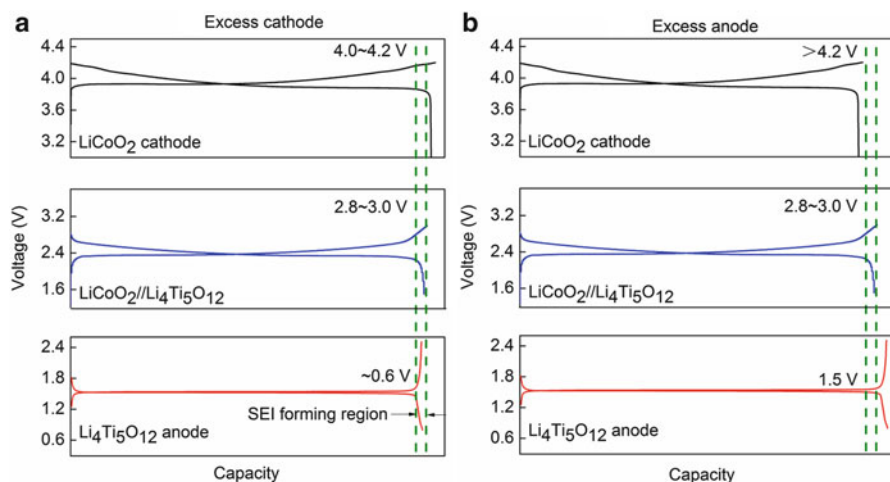 a
Excess cathode
4.4
4.0
3.6
3.2
4.0~4.2 V
LiCoO2 cathode
Voltage (V)
3.2
2.4
1.6
2.8~3.0 V
LiCoO2//Li4Ti5O12
2.4
1.8
1.2
0.6
~0.6 V
SEI forming region
Li4Ti5O12 anode
Capacity
b
Excess anode
4.4
4.0
3.6
3.2
>4.2 V
LiCoO2 cathode
Voltage (V)
3.2
2.4
1.6
2.8~3.0 V
LiCoO2//Li4Ti5O12
2.4
1.8
1.2
0.6
1.5 V
Li4Ti5O12 anode
Capacity